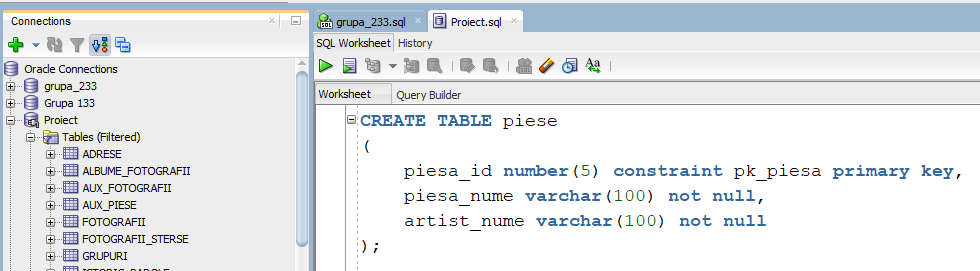 Connections
Oracle Connections
grupa_233
Grupa 133
Proiect
Tables (Filtered)
ADRESE
ALBUME_FOTOGRAFII
AUX_FOTOGRAFII
AUX_PIESE
FOTOGRAFII
FOTOGRAFII_STERSE
GRUPURI
grupa_233.sql
Proiect.sql
SQL Worksheet History
Aa
Worksheet Query Builder
CREATE TABLE piese
(
piesa_id number(5) constraint pk_piesa primary key,
piesa_nume varchar(100) not null,
artist_nume varchar(100) not null
);